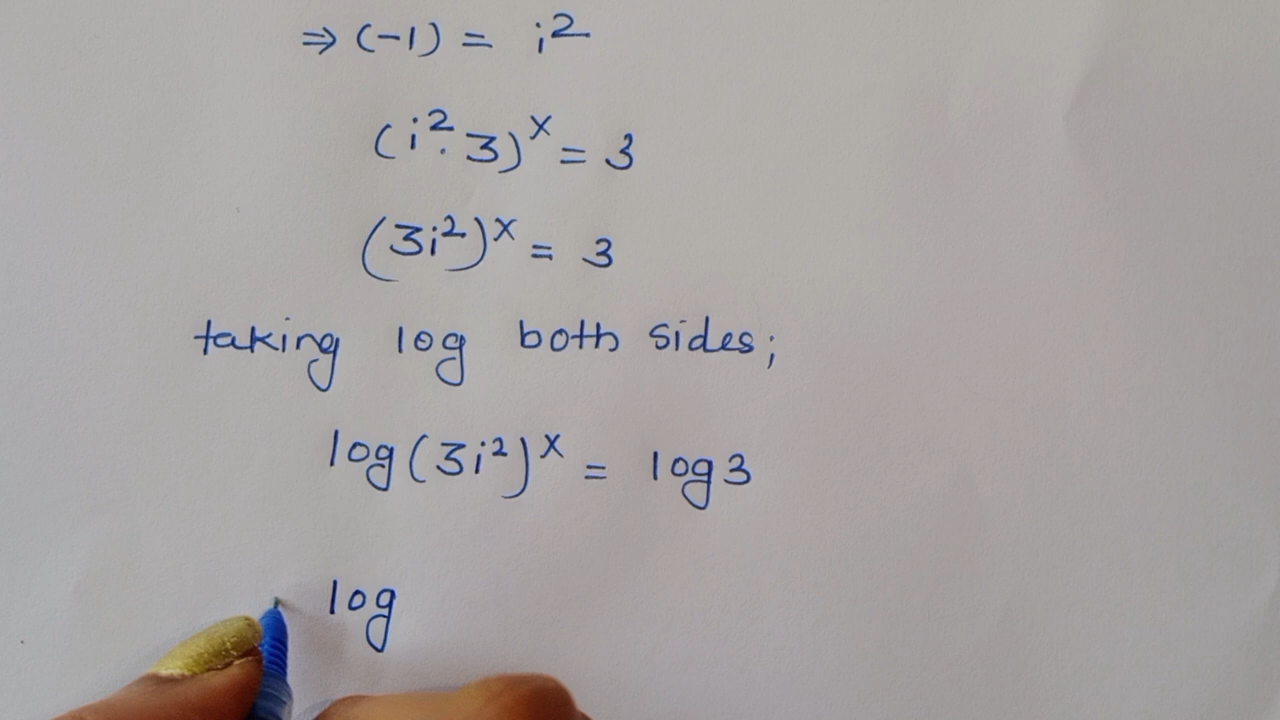 ⇒ (-1) = i²
(i².3)ˣ = 3
(3i²)ˣ = 3
taking log both sides;
log(3i²)ˣ = log3
log